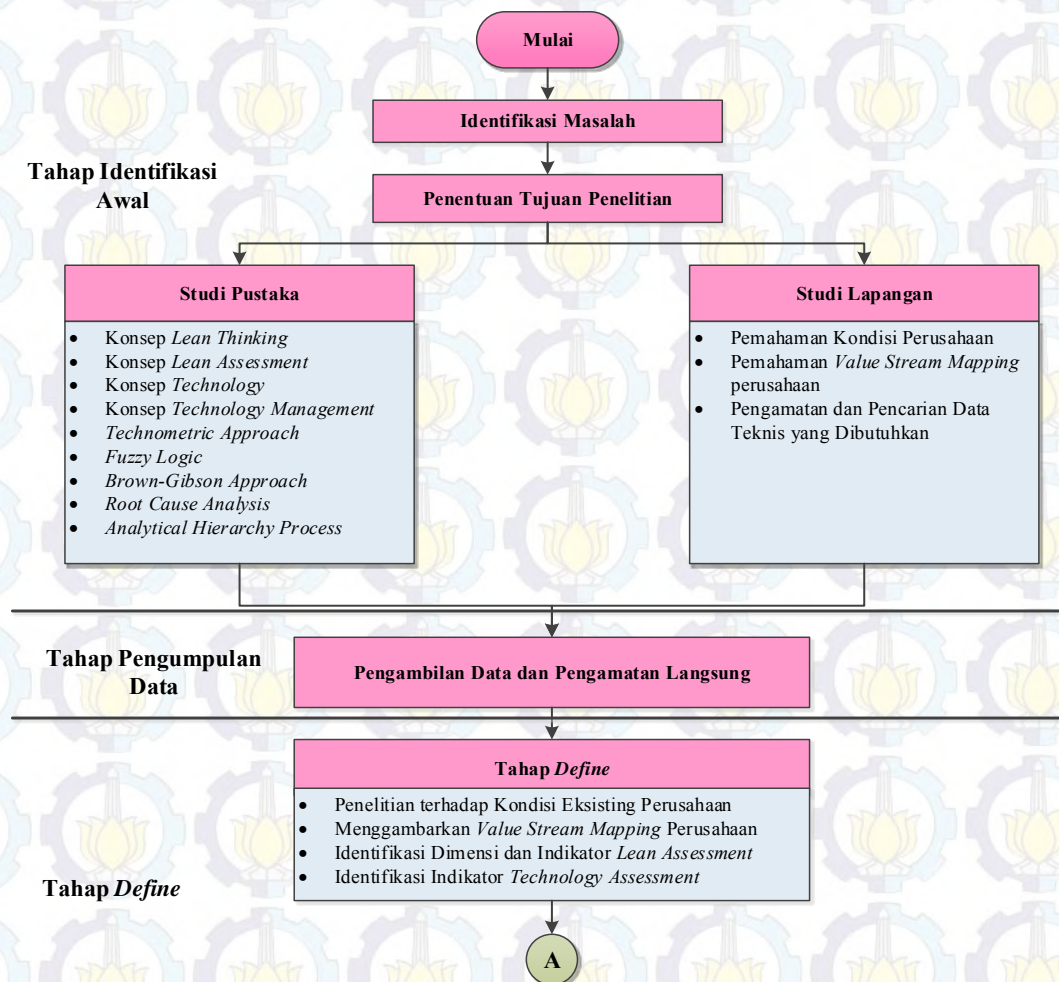 Mulai
Identifikasi Masalah
Tahap Identifikasi
Awal
Penentuan Tujuan Penelitian
Studi Pustaka
• Konsep Lean Thinking
• Konsep Lean Assessment
• Konsep Technology
• Konsep Technology Management
• Technometric Approach
• Fuzzy Logic
• Brown-Gibson Approach
• Root Cause Analysis
• Analytical Hierarchy Process
Studi Lapangan
• Pemahaman Kondisi Perusahaan
• Pemahaman Value Stream Mapping
perusahaan
• Pengamatan dan Pencarian Data
Teknis yang Dibutuhkan
Tahap Pengumpulan
Data
Pengambilan Data dan Pengamatan Langsung
Tahap Define
Tahap Define
• Penelitian terhadap Kondisi Eksisting Perusahaan
• Menggambarkan Value Stream Mapping Perusahaan
• Identifikasi Dimensi dan Indikator Lean Assessment
• Identifikasi Indikator Technology Assessment
A